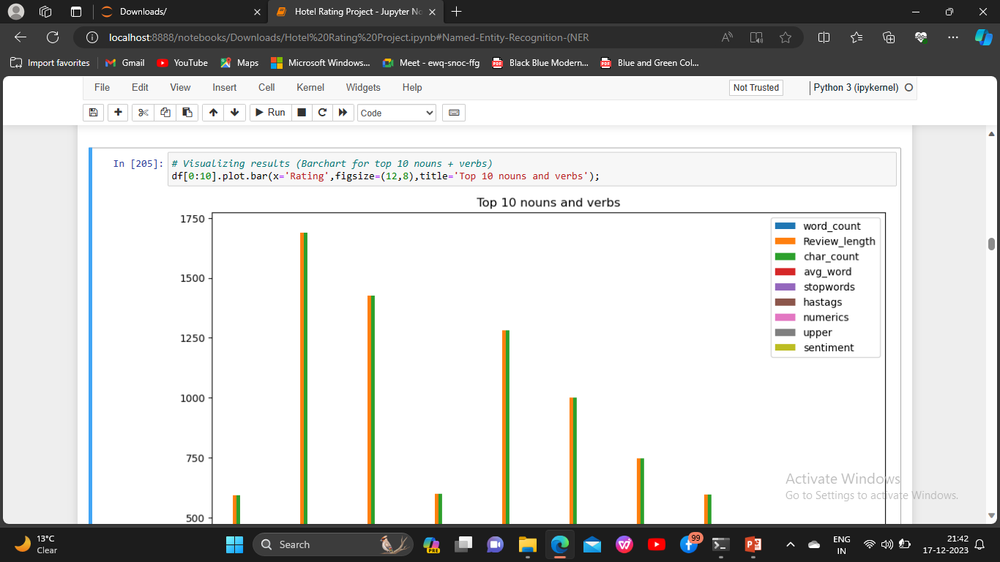 Downloads/
Hotel Rating Project - Jupyter No
localhost:8888/notebooks/Downloads/Hotel%20Rating%20Project.ipynb#Named-Entity-Recognition-(NER
Import favorites
Gmail
YouTube
Maps
Microsoft Windows...
Meet - ewq-snoc-ffg
PDF
Black Blue Modern...
PDF
Blue and Green Col...
File Edit View Insert Cell Kernel Widgets Help
Not Trusted
Python 3 (ipykernel)
Run
Code
In [205]:
# Visualizing results (Barchart for top 10 nouns + verbs)
df[0:10].plot.bar(x='Rating',figsize=(12,8),title='Top 10 nouns and verbs');
Top 10 nouns and verbs
1750
1500
1250
1000
750
500
word_count
Review_length
char_count
avg_word
stopwords
hastags
numerics
upper
sentiment
Activate Windows
Go to Settings to activate Windows.
13°C
Clear
Search
PRE
99
ENG
IN
21:42
17-12-2023